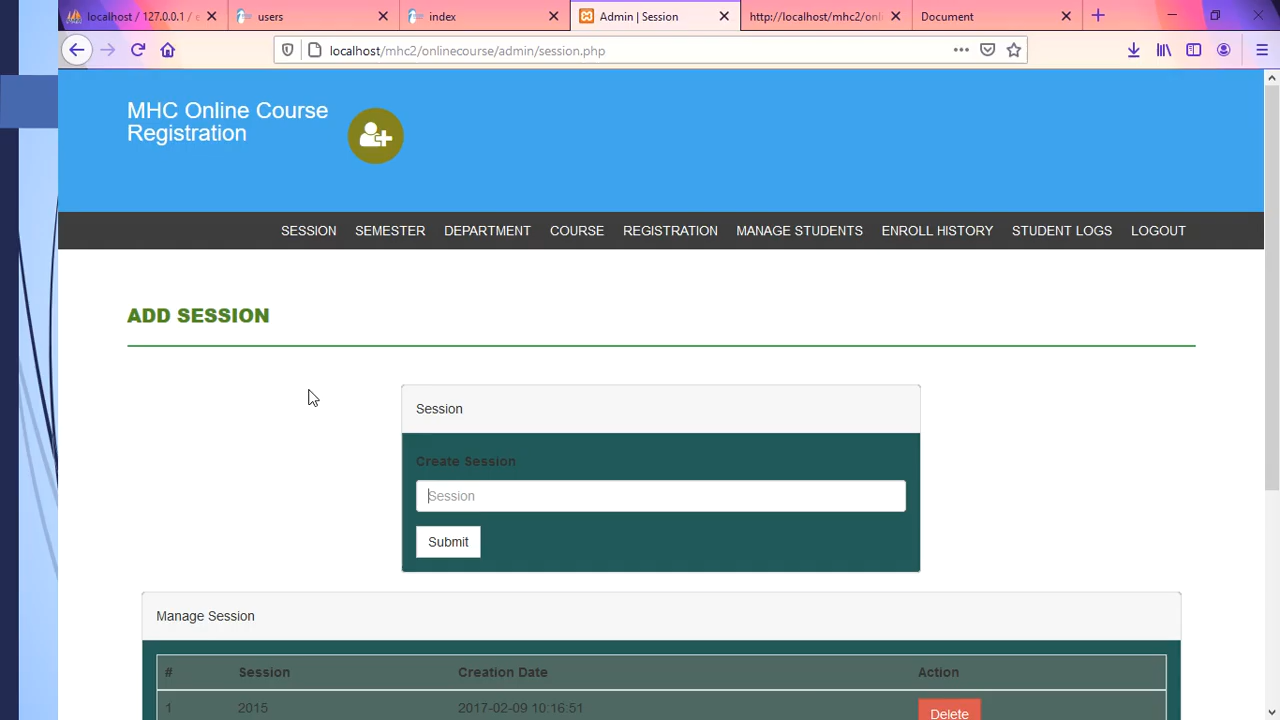 localhost / 127.0.0.1 / e
users
index
Admin | Session
http://localhost/mhc2/onli
Document
localhost/mhc2/onlinecourse/admin/session.php
MHC Online Course
Registration
SESSION SEMESTER DEPARTMENT COURSE REGISTRATION MANAGE STUDENTS ENROLL HISTORY STUDENT LOGS LOGOUT
ADD SESSION
Session
Create Session
Session
Submit
Manage Session
# Session Creation Date Action
1 2015 2017-02-09 10:16:51 Delete